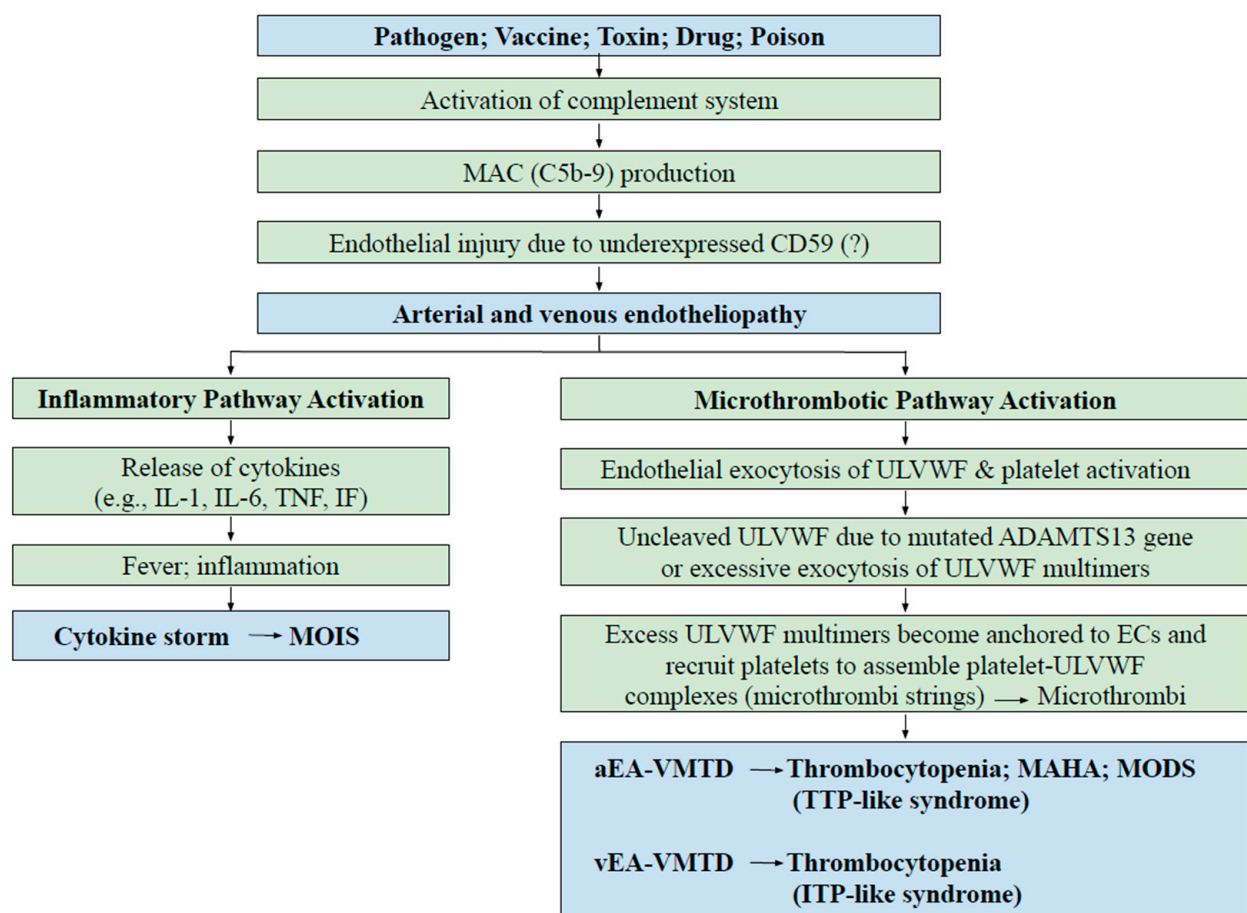 Pathogen; Vaccine; Toxin; Drug; Poison
Activation of complement system
MAC (C5b-9) production
Endothelial injury due to underexpressed CD59 (?)
Arterial and venous endotheliopathy
Inflammatory Pathway Activation
Release of cytokines
(e.g., IL-1, IL-6, TNF, IF)
Fever; inflammation
Cytokine storm → MOIS
Microthrombotic Pathway Activation
Endothelial exocytosis of ULVWF & platelet activation
Uncleaved ULVWF due to mutated ADAMTS13 gene
or excessive exocytosis of ULVWF multimers
Excess ULVWF multimers become anchored to ECs and
recruit platelets to assemble platelet-ULVWF
complexes (microthrombi strings) → Microthrombi
aEA-VMTD → Thrombocytopenia; MAHA; MODS
(TTP-like syndrome)
vEA-VMTD → Thrombocytopenia
(ITP-like syndrome)